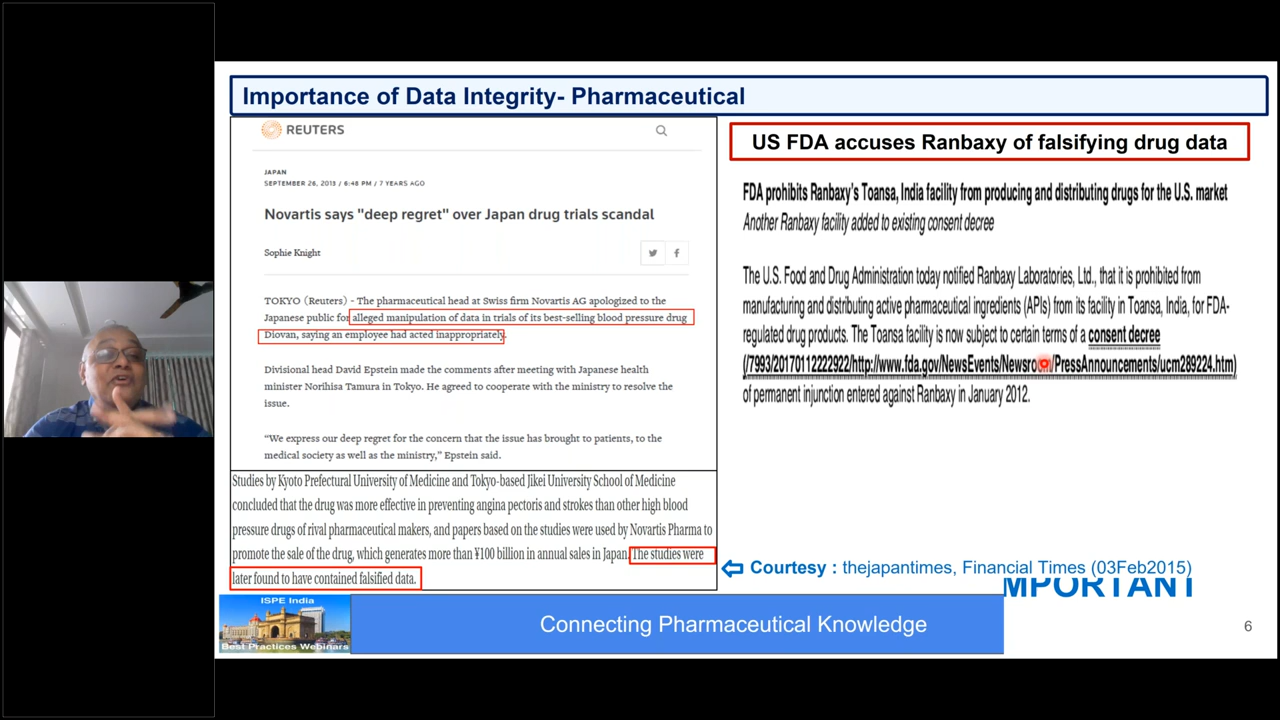 Importance of Data Integrity- Pharmaceutical
REUTERS
JAPAN
SEPTEMBER 26, 2013 / 6:48 PM / 7 YEARS AGO
Novartis says "deep regret" over Japan drug trials scandal
Sophie Knight
TOKYO (Reuters) - The pharmaceutical head at Swiss firm Novartis AG apologized to the
Japanese public for alleged manipulation of data in trials of its best-selling blood pressure drug
Diovan, saying an employee had acted inappropriately.
Divisional head David Epstein made the comments after meeting with Japanese health
minister Norihisa Tamura in Tokyo. He agreed to cooperate with the ministry to resolve the
issue.
“We express our deep regret for the concern that the issue has brought to patients, to the
medical society as well as the ministry,” Epstein said.
Studies by Kyoto Prefectural University of Medicine and Tokyo-based Jikei University School of Medicine
concluded that the drug was more effective in preventing angina pectoris and strokes than other high blood
pressure drugs of rival pharmaceutical makers, and papers based on the studies were used by Novartis Pharma to
promote the sale of the drug, which generates more than ¥100 billion in annual sales in Japan. The studies were
later found to have contained falsified data.
US FDA accuses Ranbaxy of falsifying drug data
FDA prohibits Ranbaxy's Toansa, India facility from producing and distributing drugs for the U.S. market
Another Ranbaxy facility added to existing consent decree
The U.S. Food and Drug Administration today notified Ranbaxy Laboratories, Ltd., that it is prohibited from
manufacturing and distributing active pharmaceutical ingredients (APIs) from its facility in Toansa, India, for FDA-
regulated drug products. The Toansa facility is now subject to certain terms of a consent decree
(/7993/20170112222922/http://www.fda.gov/NewsEvents/Newsroom/PressAnnouncements/ucm289224.htm)
of permanent injunction entered against Ranbaxy in January 2012.
Courtesy : thejapantimes, Financial Times (03Feb2015)
IMPORTANT
ISPE India
Best Practices Webinars
Connecting Pharmaceutical Knowledge
6